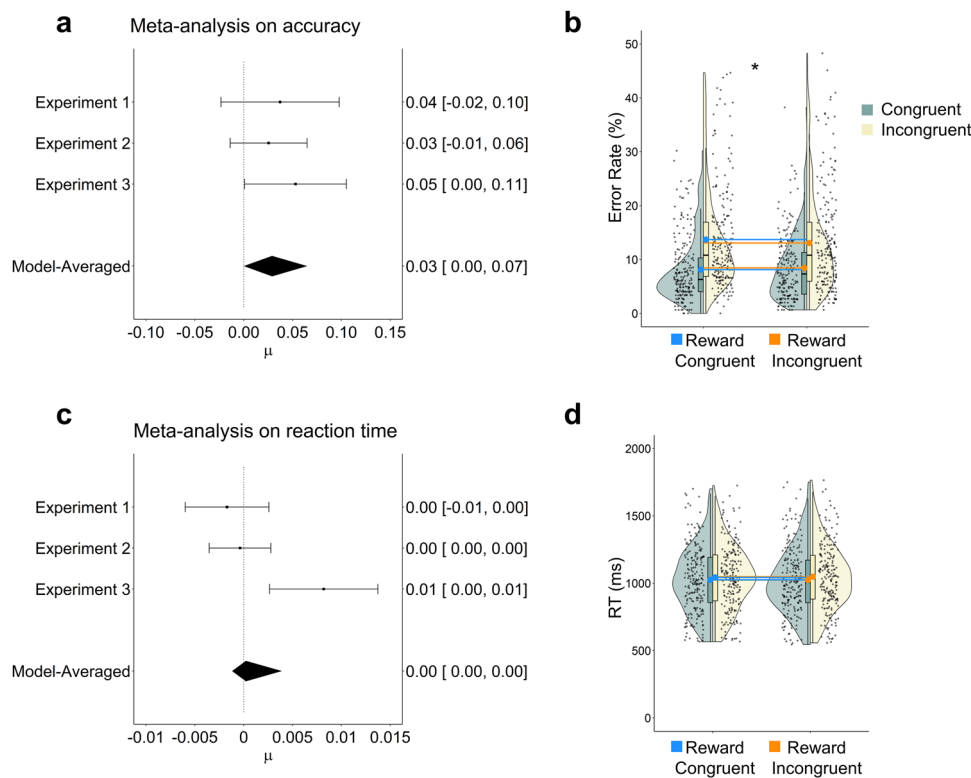 a
Meta-analysis on accuracy
Experiment 1
0.04 [-0.02, 0.10]
Experiment 2
0.03 [-0.01, 0.06]
Experiment 3
0.05 [ 0.00, 0.11]
Model-Averaged
0.03 [ 0.00, 0.07]
-0.10 -0.05 0.00 0.05 0.100 0.15
μ
b
Error Rate (%)
50
40
30
20
10
0
*
Congruent
Incongruent
Reward Congruent
Reward Incongruent
c
Meta-analysis on reaction time
Experiment 1
0.00 [-0.01, 0.00]
Experiment 2
0.00 [ 0.00, 0.00]
Experiment 3
0.01 [ 0.00, 0.01]
Model-Averaged
0.00 [ 0.00, 0.00]
-0.01 -0.005 0 0.005 0.01 0.015
μ
d
RT (ms)
2000
1500
1000
500
0
Reward Congruent
Reward Incongruent